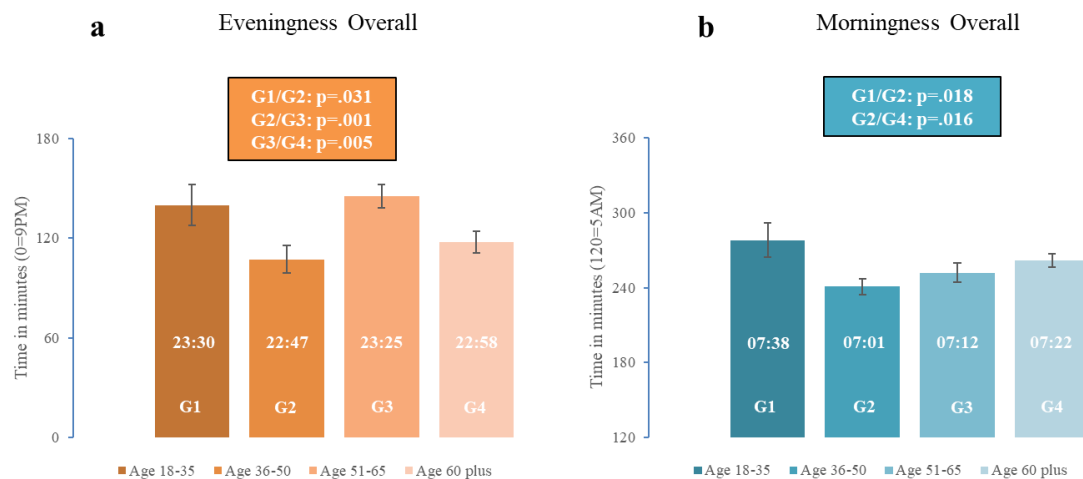 a
Eveningness Overall
G1/G2: p=.031
G2/G3: p=.001
G3/G4: p=.005
180
120
60
0
Time in minutes (0=9PM)
23:30
22:47
23:25
22:58
G1
G2
G3
G4
Age 18-35
Age 36-50
Age 51-65
Age 60 plus
b
Morningness Overall
G1/G2: p=.018
G2/G4: p=.016
360
300
240
180
120
Time in minutes (120=5AM)
07:38
07:01
07:12
07:22
G1
G2
G3
G4
Age 18-35
Age 36-50
Age 51-65
Age 60 plus